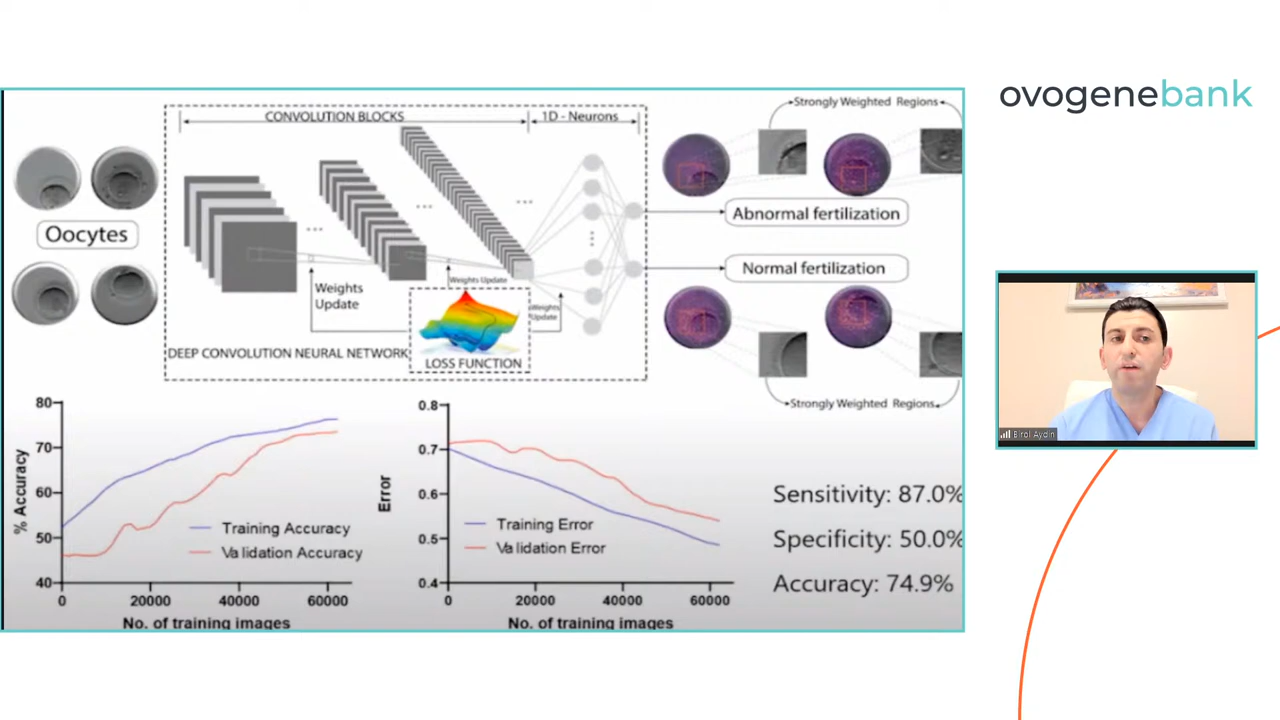 ovogenebank
CONVOLUTION BLOCKS
1D - Neurons
Strongly Weighted Regions
Oocytes
Abnormal fertilization
Normal fertilization
Weights
Update
Weights Update
Weights
Update
DEEP CONVOLUTION NEURAL NETWORK
LOSS FUNCTION
Strongly Weighted Regions
80
70
60
50
40
% Accuracy
Training Accuracy
Validation Accuracy
0
20000
40000
60000
No. of training images
0.8
0.7
0.6
0.5
0.4
Error
Training Error
Validation Error
0
20000
40000
60000
No. of training images
Sensitivity: 87.0%
Specificity: 50.0%
Accuracy: 74.9%
Birol Aydın